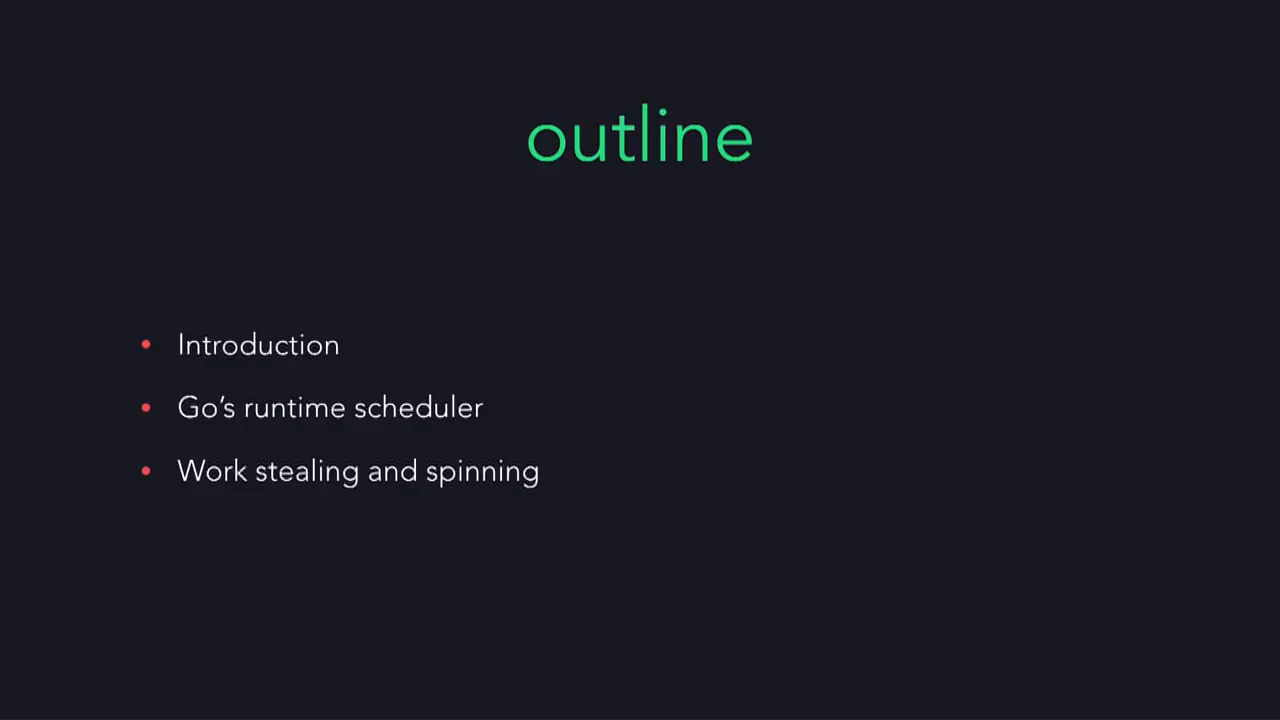 outline
• Introduction
• Go’s runtime scheduler
• Work stealing and spinning